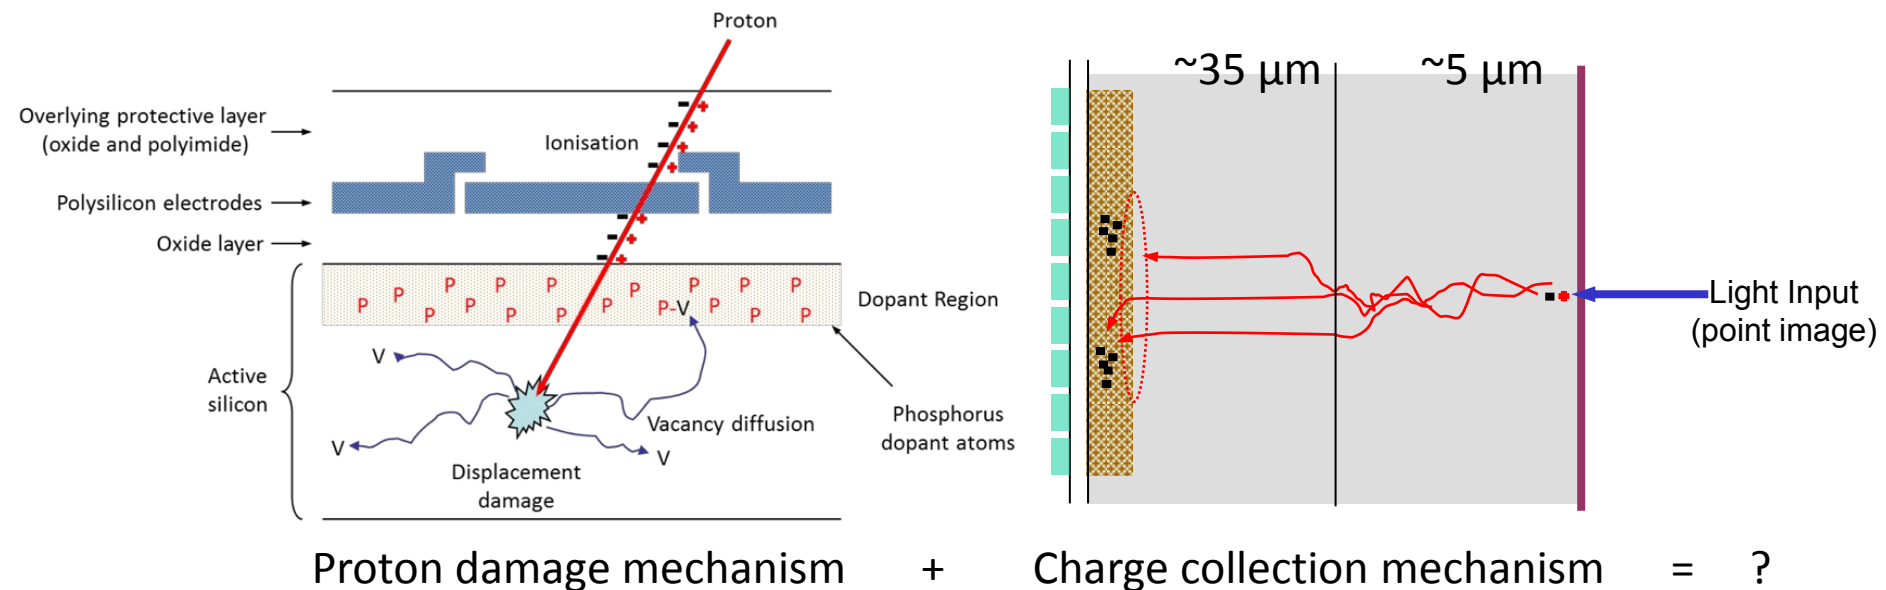 Proton
Overlying protective layer
(oxide and polyimide)
Ionisation
Polysilicon electrodes
Oxide layer
P P P P P P P P
P P P P P P-V P P P
Dopant Region
V
Active
silicon
Vacancy diffusion
V
V
Displacement
damage
Phosphorus
dopant atoms
~35 µm
~5 µm
Light Input
(point image)
Proton damage mechanism + Charge collection mechanism = ?